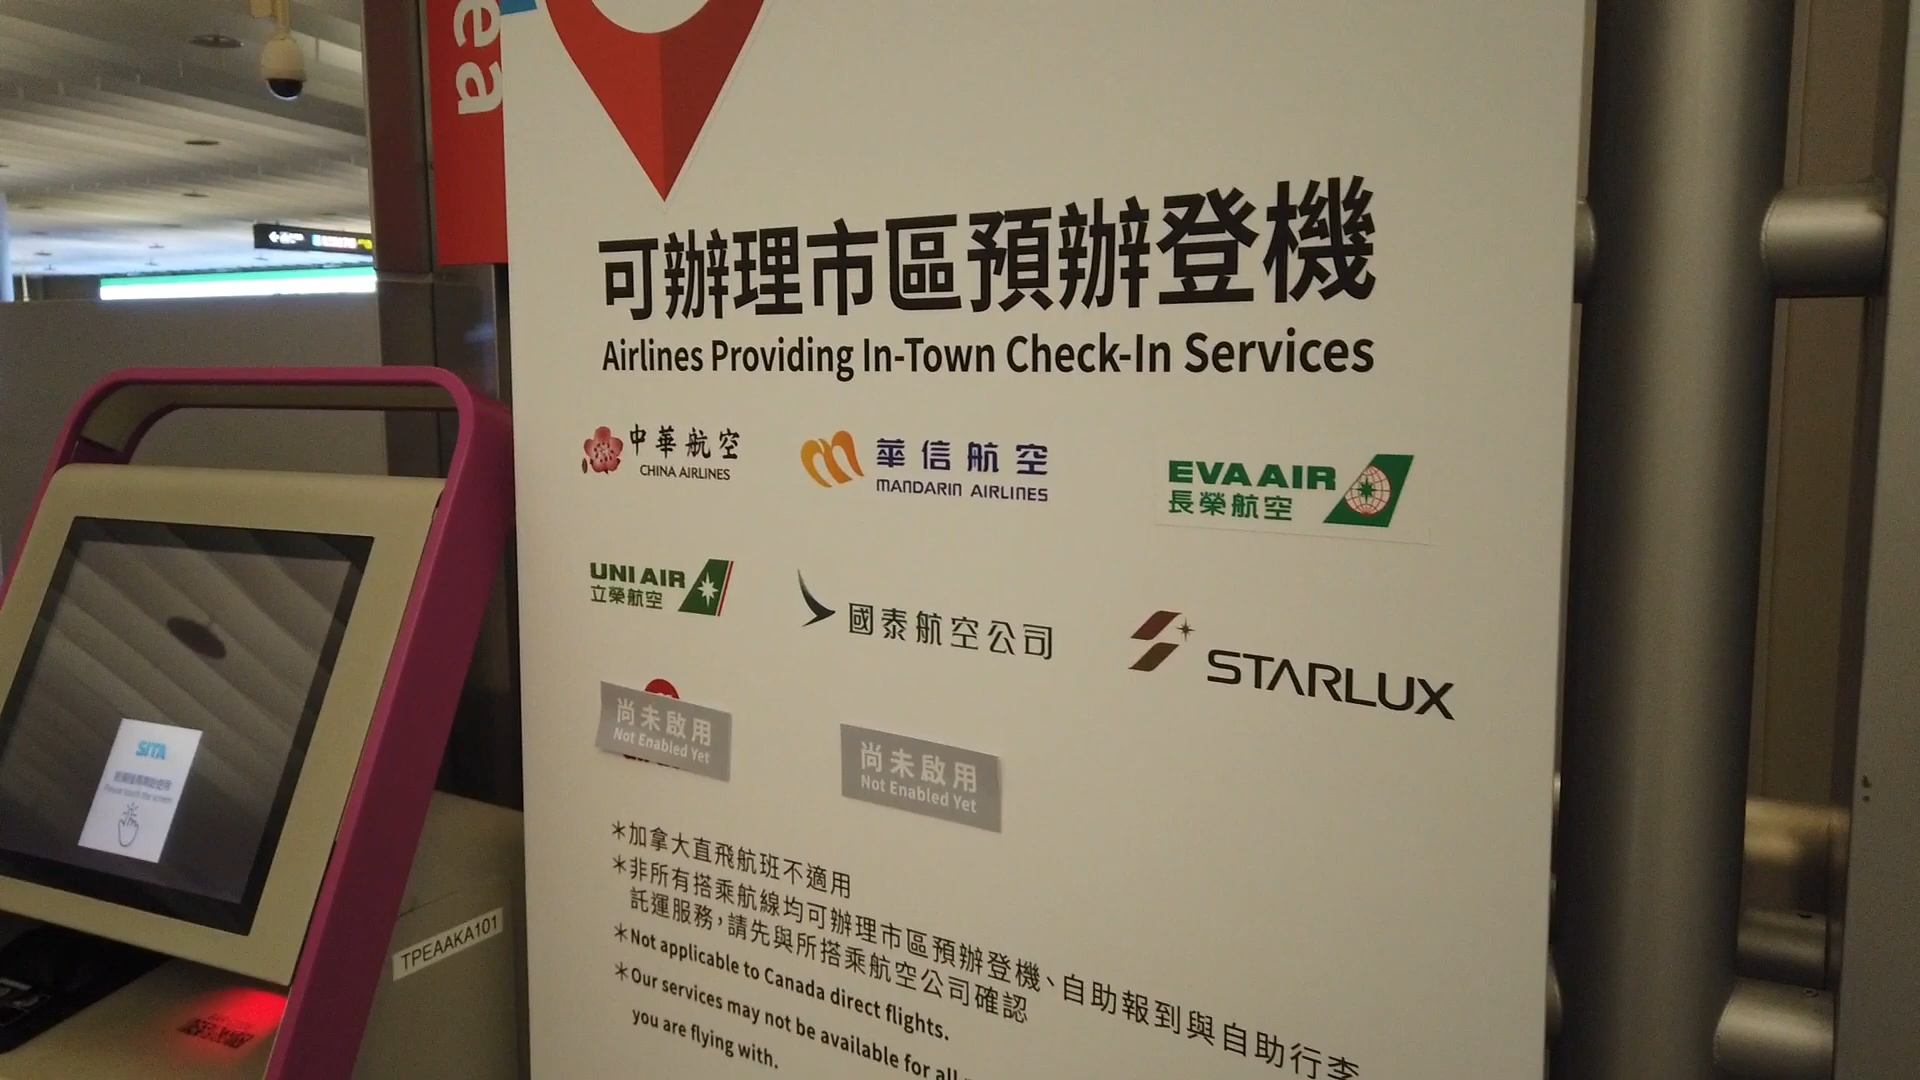 ea
可辦理市區預辦登機
Airlines Providing In-Town Check-In Services
中華航空
CHINA AIRLINES
華信航空
MANDARIN AIRLINES
EVA AIR
長榮航空
UNI AIR
立榮航空
國泰航空公司
STARLUX
尚未啟用
Not Enabled Yet
尚未啟用
Not Enabled Yet
*加拿大直飛航班不適用
*非所有搭乘航線均可辦理市區預辦登機、自助報到與自助行李
託運服務,請先與所搭乘航空公司確認
*Not applicable to Canada direct flights.
*Our services may not be available for all
you are flying with.
SITA
Please touch the screen
TPEAAKA101